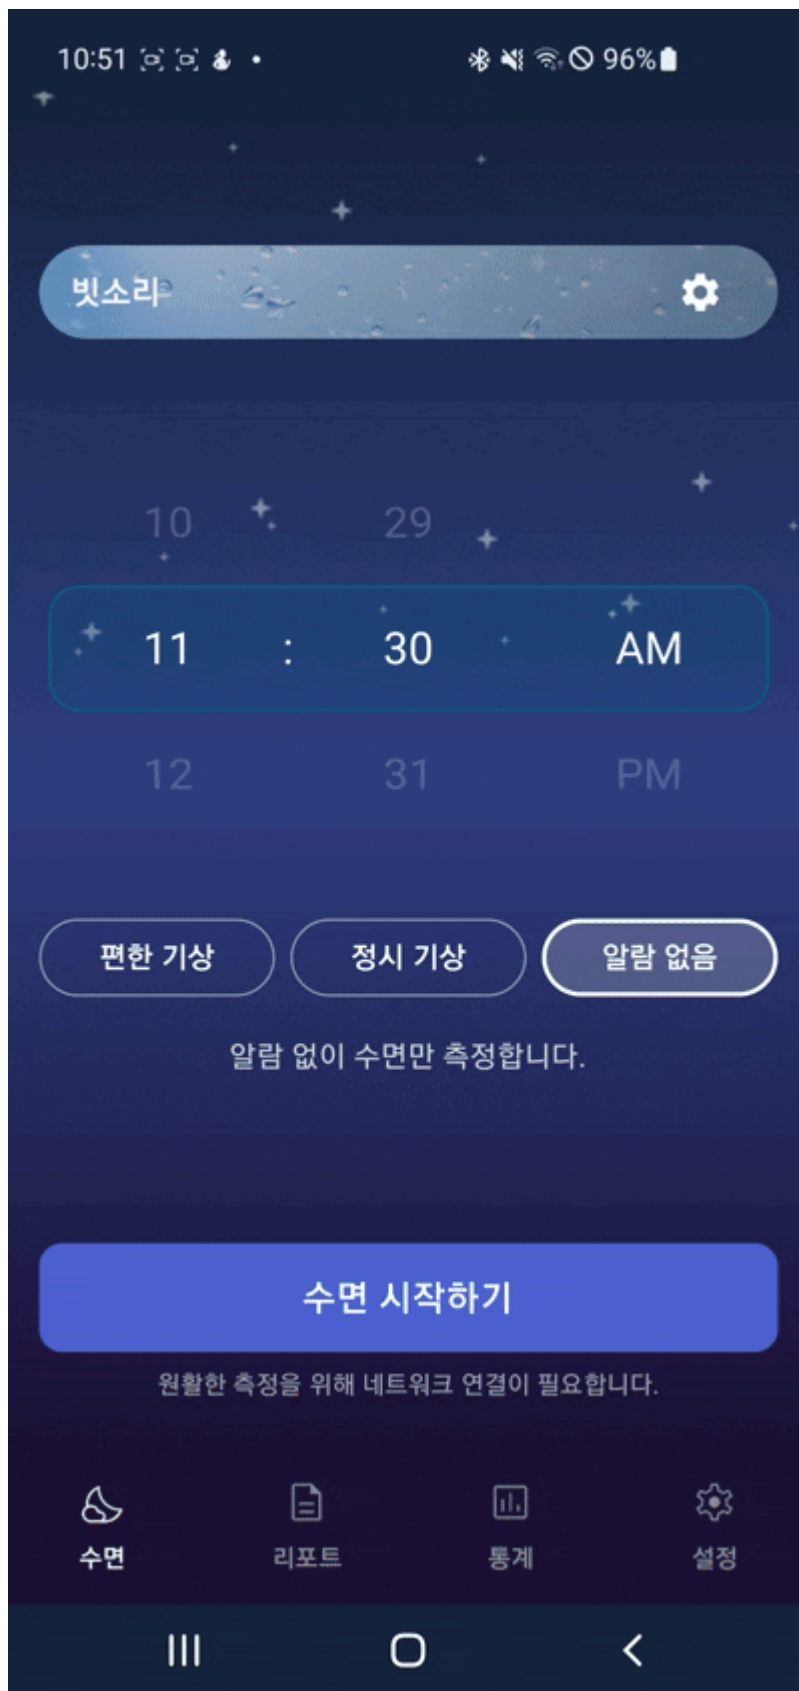 10:51
96%
빗소리
10 29
11 : 30 AM
12 31 PM
편한 기상 정시 기상 알람 없음
알람 없이 수면만 측정합니다.
수면 시작하기
원활한 측정을 위해 네트워크 연결이 필요합니다.
수면 리포트 통계 설정